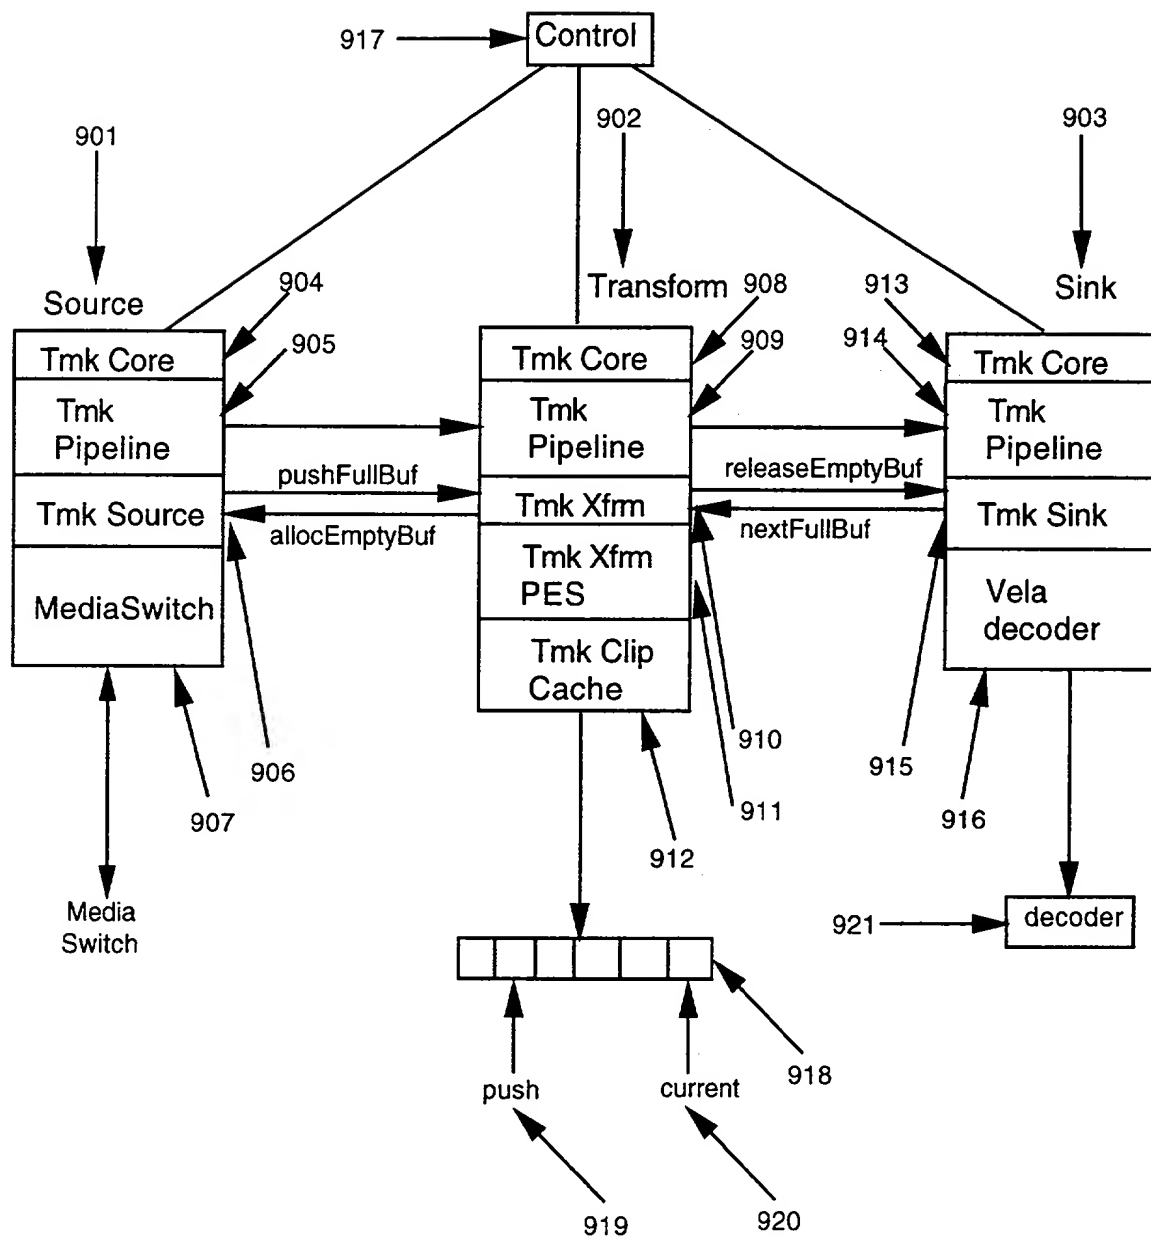 917
Control
901
902
903
Source
904
Transform
908
913
Sink
905
909
914
Tmk Core
Tmk
Pipeline
Tmk Source
MediaSwitch
pushFullBuf
allocEmptyBuf
Tmk Core
Tmk
Pipeline
Tmk Xfrm
Tmk Xfrm
PES
Tmk Clip
Cache
releaseEmptyBuf
nextFullBuf
Tmk Core
Tmk
Pipeline
Tmk Sink
Vela
decoder
906
907
910
911
912
915
916
Media
Switch
921
decoder
918
push
current
919
920